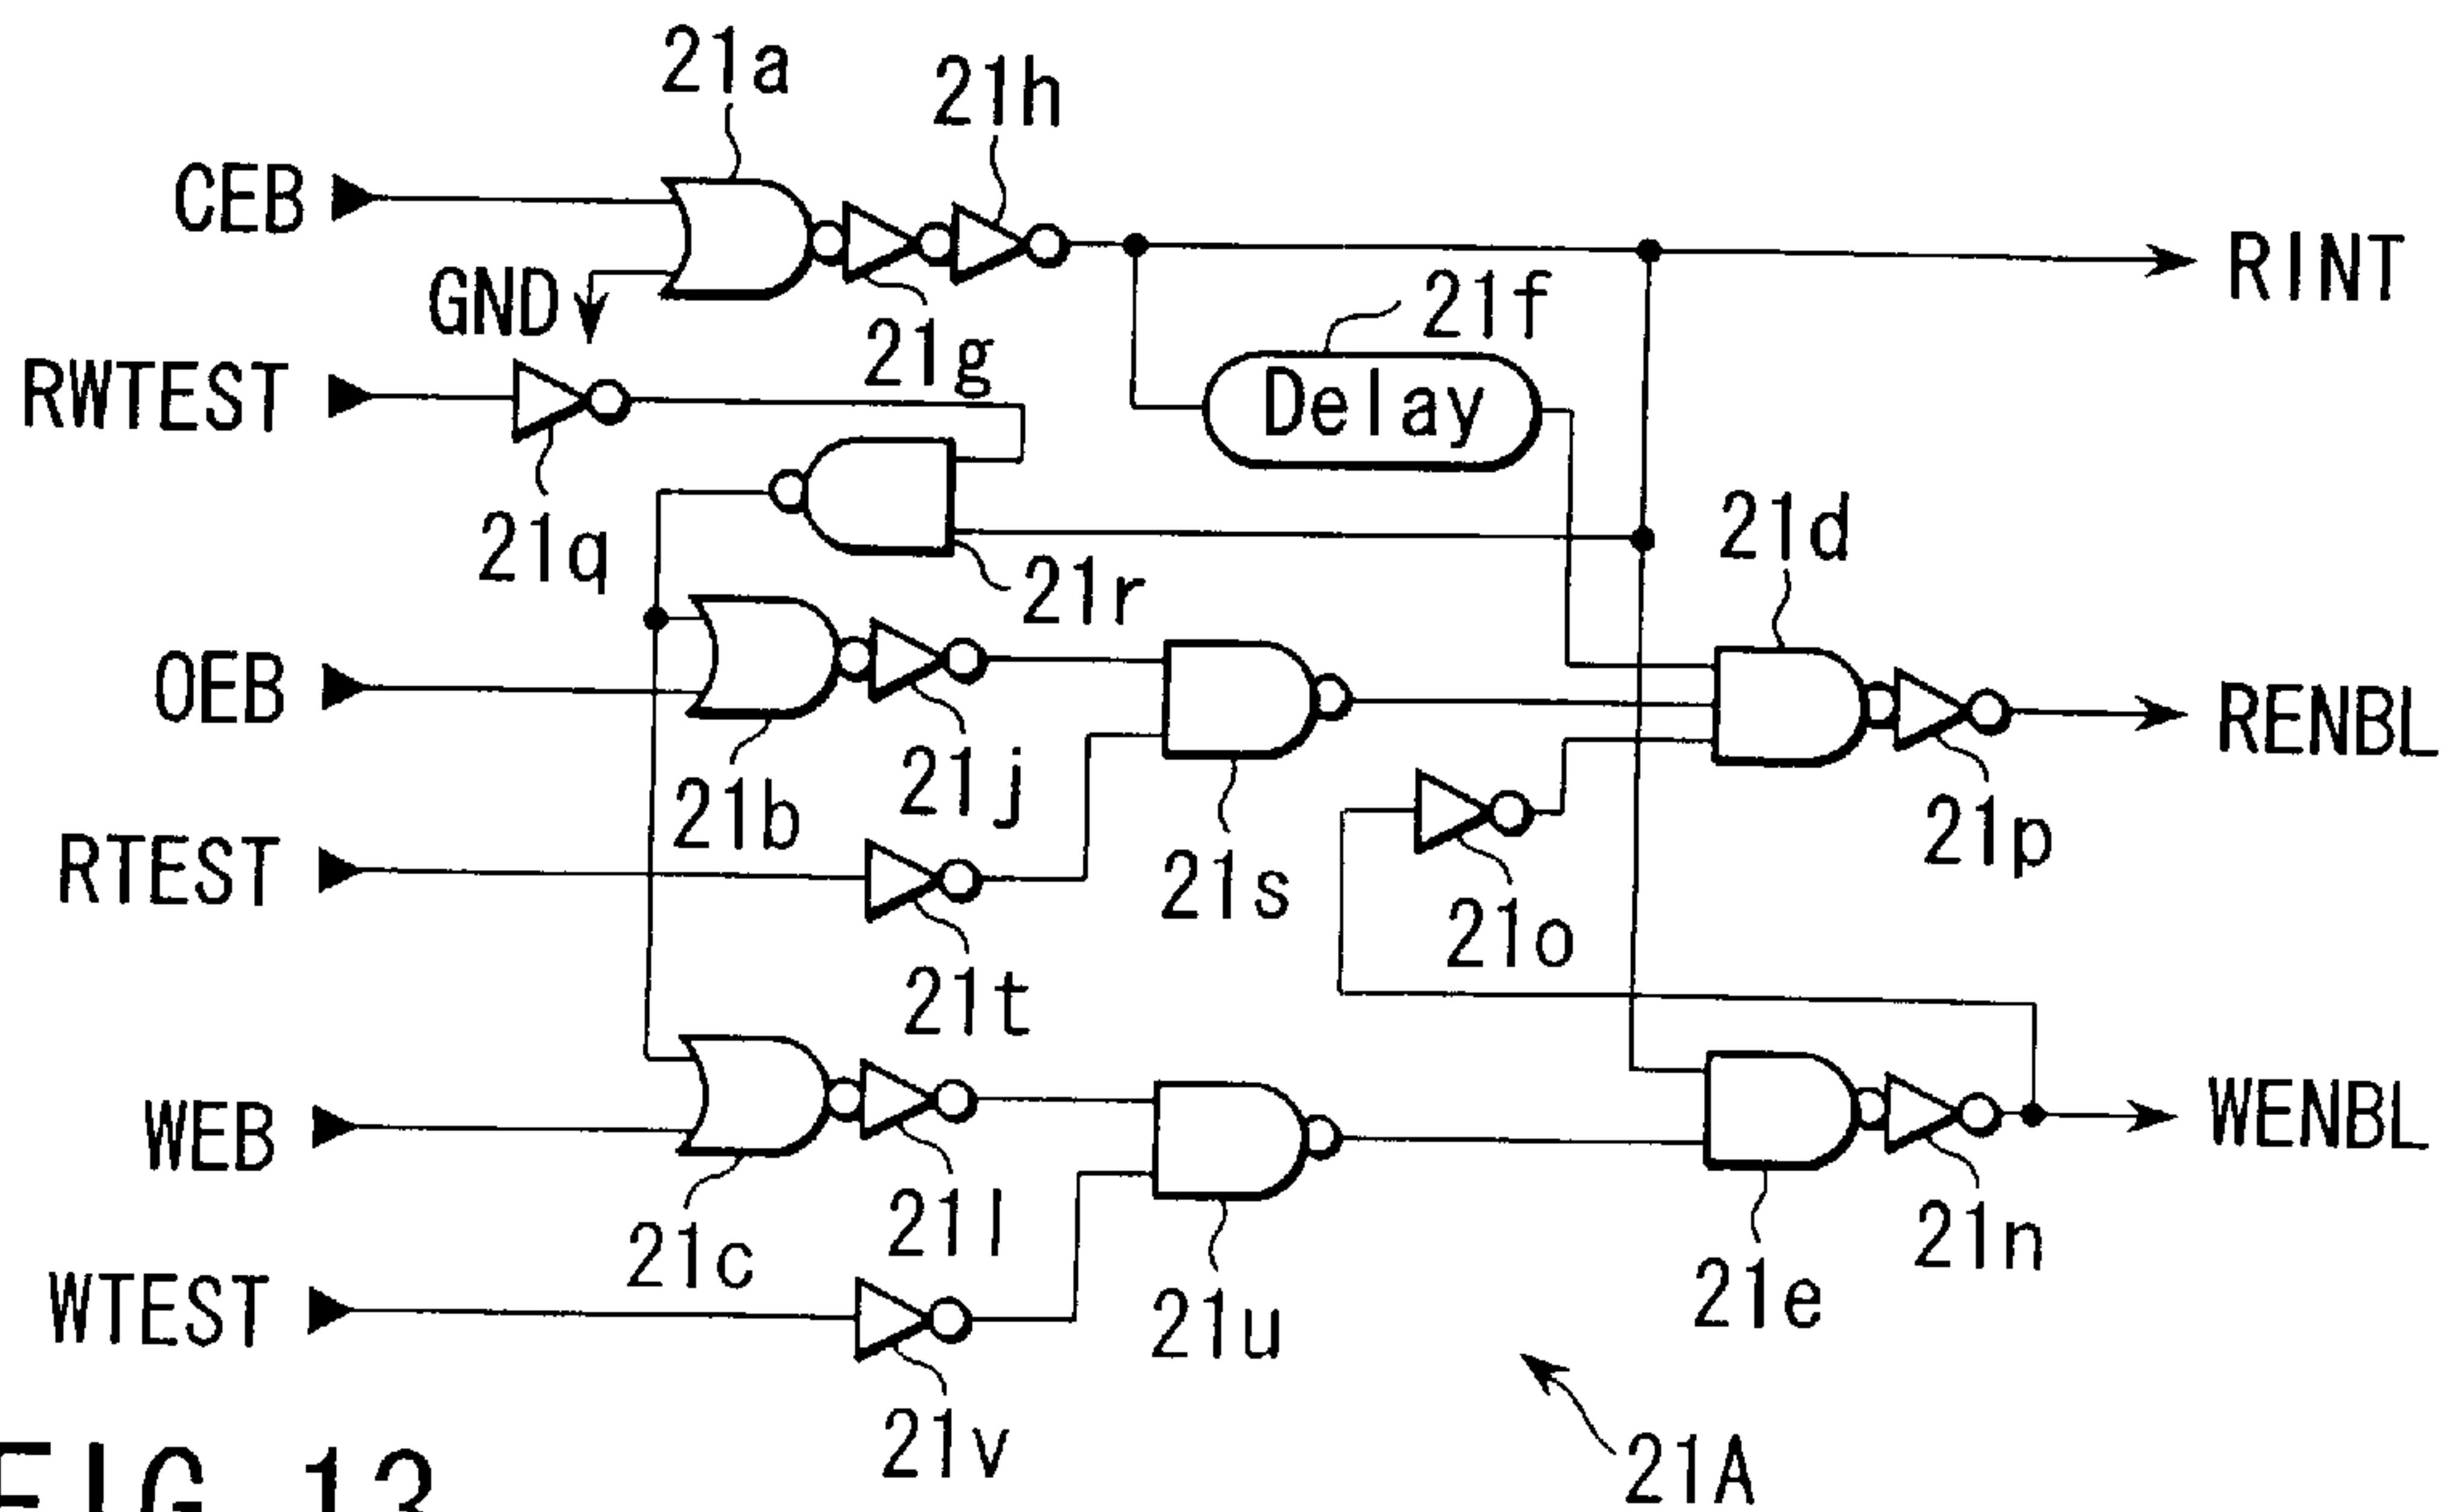 21a
21h
CEB
RINT
GND
21f
21g
Delay
RWTEST
21d
21q
21r
OEB
RENBL
21j
21b
21p
RTEST
21s
21o
21t
WEB
WENBL
21l
21n
21c
21e
WTEST
21u
21v
21A
FIG. 13